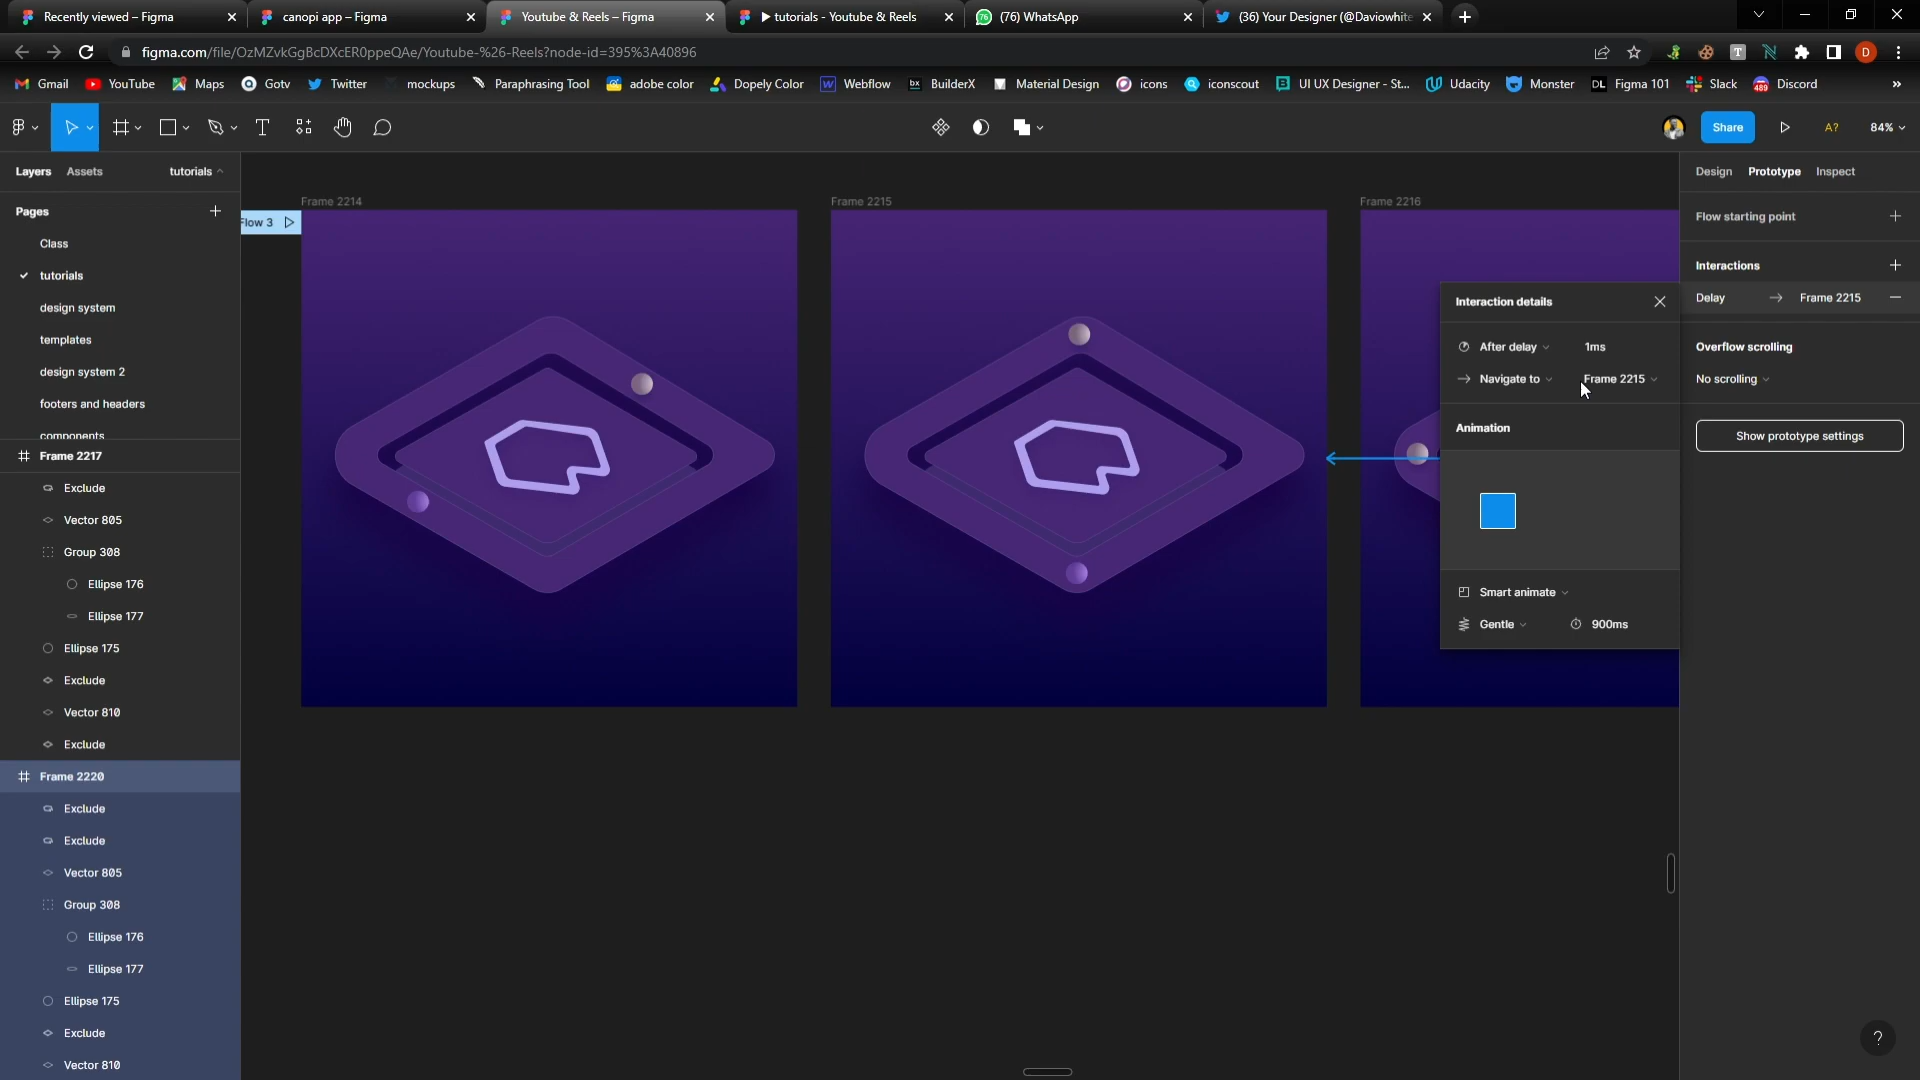 Recently viewed – Figma
canopi app – Figma
Youtube & Reels – Figma
tutorials - Youtube & Reels
(76) WhatsApp
(36) Your Designer (@Daviowhite
figma.com/file/OzMZvkGgBcDXcER0ppeQAe/Youtube-%26-Reels?node-id=395%3A40896
D
Gmail
YouTube
Maps
Gotv
Twitter
mockups
Paraphrasing Tool
adobe color
Dopely Color
Webflow
BuilderX
Material Design
icons
iconscout
UI UX Designer - St...
Udacity
Monster
Figma 101
Slack
Discord
Share
A?
84%
Layers
Assets
tutorials
Pages
Class
tutorials
design system
templates
design system 2
footers and headers
components
Frame 2217
Exclude
Vector 805
Group 308
Ellipse 176
Ellipse 177
Ellipse 175
Exclude
Vector 810
Exclude
Frame 2220
Exclude
Exclude
Vector 805
Group 308
Ellipse 176
Ellipse 177
Ellipse 175
Exclude
Vector 810
Frame 2214
Frame 2215
Frame 2216
Flow 3
Interaction details
After delay
1ms
Navigate to
Frame 2215
Animation
Smart animate
Gentle
900ms
Design
Prototype
Inspect
Flow starting point
Interactions
Delay
Frame 2215
Overflow scrolling
No scrolling
Show prototype settings
?